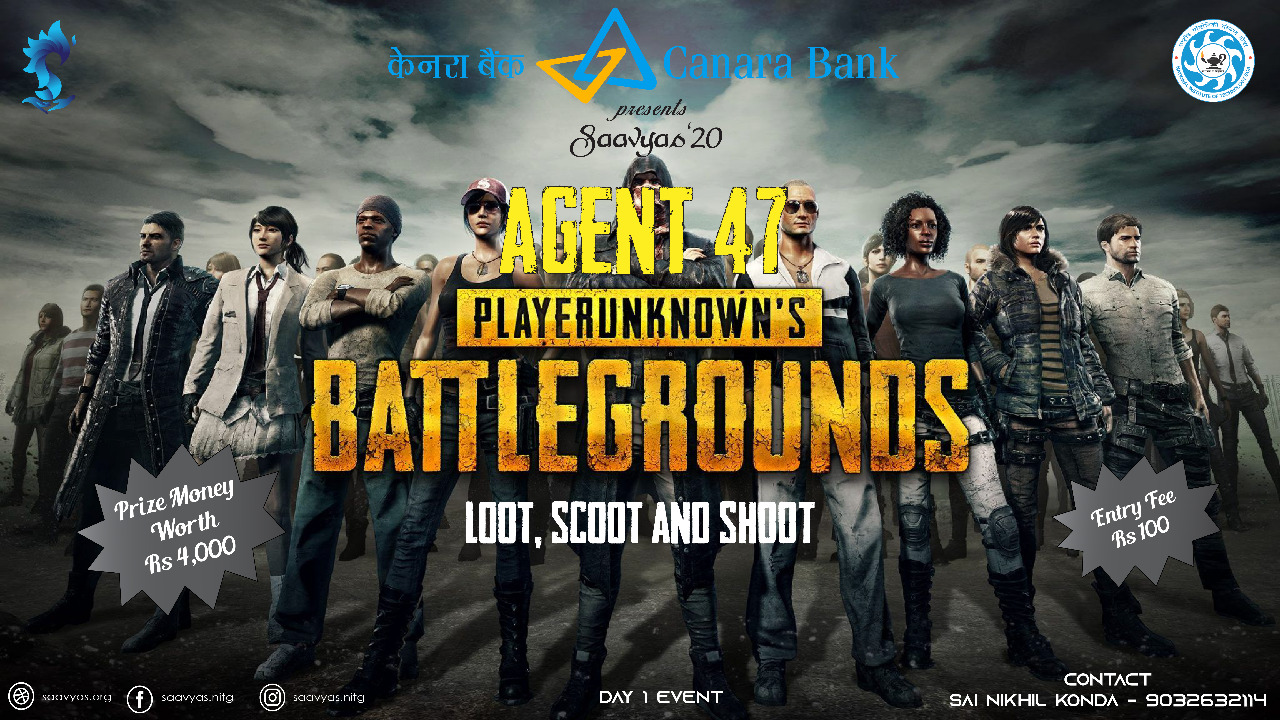 केनरा बैंक Canara Bank
presents
Saavyas'20
AGENT 47
PLAYERUNKNOWN'S
BATTLEGROUNDS
LOOT, SCOOT AND SHOOT
Prize Money
Worth
Rs 4,000
Entry Fee
Rs 100
saavyas.org saavyas.nitg saavyas.nitg
DAY 1 EVENT
CONTACT
SAI NIKHIL KONDA - 9032632114